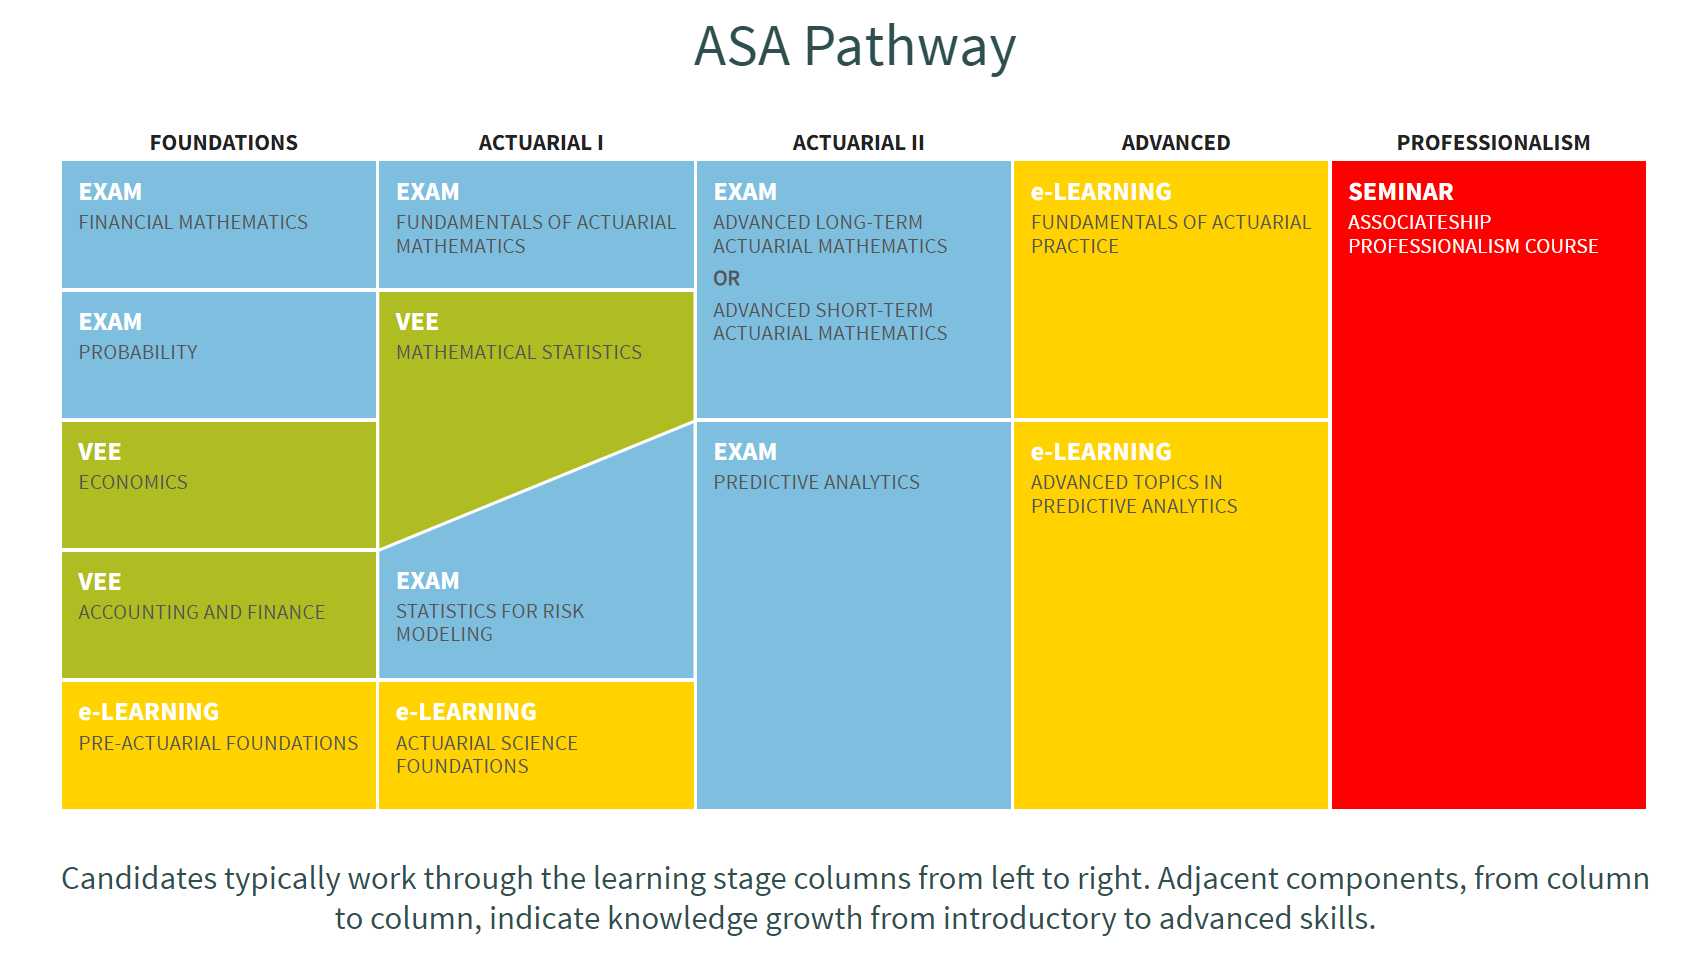 ASA Pathway
FOUNDATIONS
EXAM
FINANCIAL MATHEMATICS
EXAM
PROBABILITY
VEE
ECONOMICS
VEE
ACCOUNTING AND FINANCE
e-LEARNING
PRE-ACTUARIAL FOUNDATIONS
ACTUARIAL I
EXAM
FUNDAMENTALS OF ACTUARIAL
MATHEMATICS
VEE
MATHEMATICAL STATISTICS
EXAM
STATISTICS FOR RISK
MODELING
e-LEARNING
ACTUARIAL SCIENCE
FOUNDATIONS
ACTUARIAL II
EXAM
ADVANCED LONG-TERM
ACTUARIAL MATHEMATICS
OR
ADVANCED SHORT-TERM
ACTUARIAL MATHEMATICS
EXAM
PREDICTIVE ANALYTICS
ADVANCED
e-LEARNING
FUNDAMENTALS OF ACTUARIAL
PRACTICE
e-LEARNING
ADVANCED TOPICS IN
PREDICTIVE ANALYTICS
PROFESSIONALISM
SEMINAR
ASSOCIATESHIP
PROFESSIONALISM COURSE
Candidates typically work through the learning stage columns from left to right. Adjacent components, from column
to column, indicate knowledge growth from introductory to advanced skills.